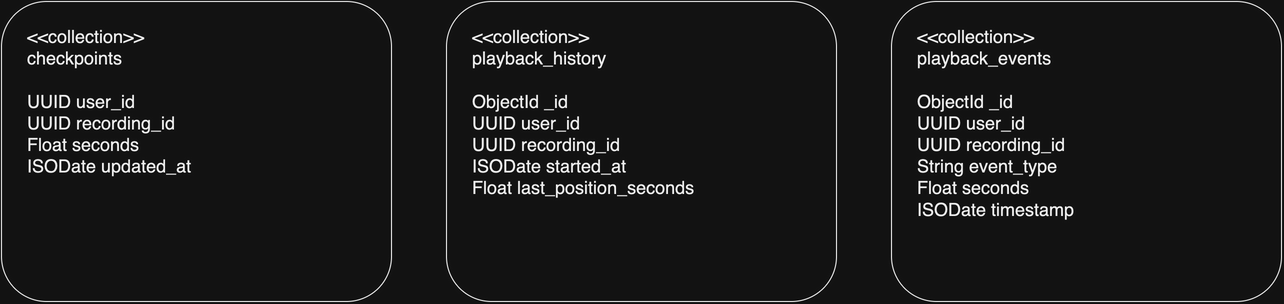 <<collection>>
checkpoints
UUID user_id
UUID recording_id
Float seconds
ISODate updated_at
<<collection>>
playback_history
ObjectId _id
UUID user_id
UUID recording_id
ISODate started_at
Float last_position_seconds
<<collection>>
playback_events
ObjectId _id
UUID user_id
UUID recording_id
String event_type
Float seconds
ISODate timestamp